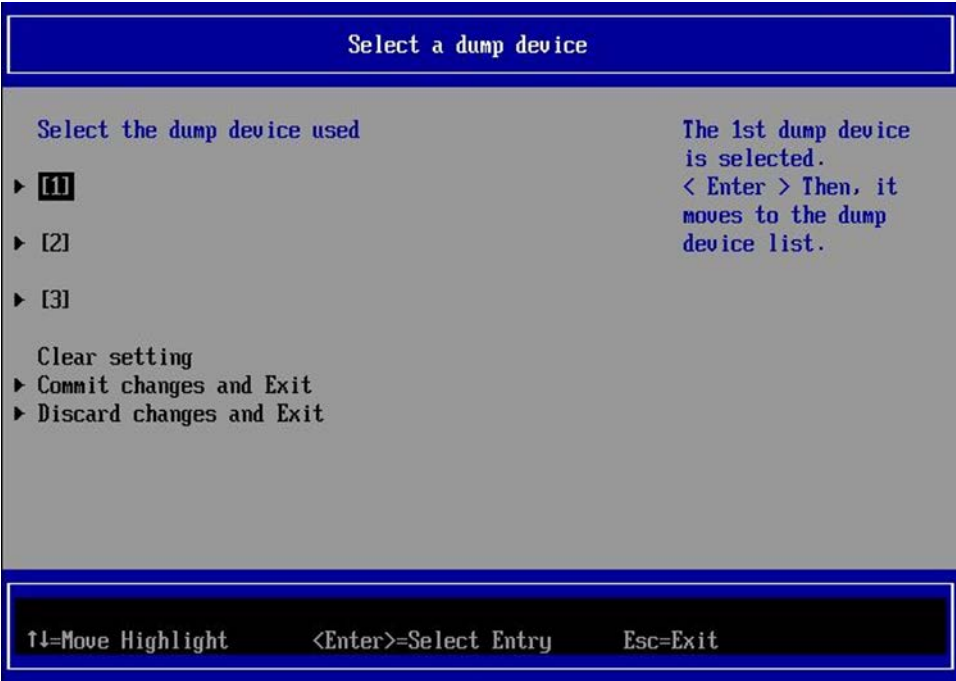 Select a dump device
Select the dump device used
[1]
[2]
[3]
Clear setting
Commit changes and Exit
Discard changes and Exit
The 1st dump device
is selected.
< Enter > Then, it
moves to the dump
device list.
↑↓=Move Highlight <Enter>=Select Entry Esc=Exit